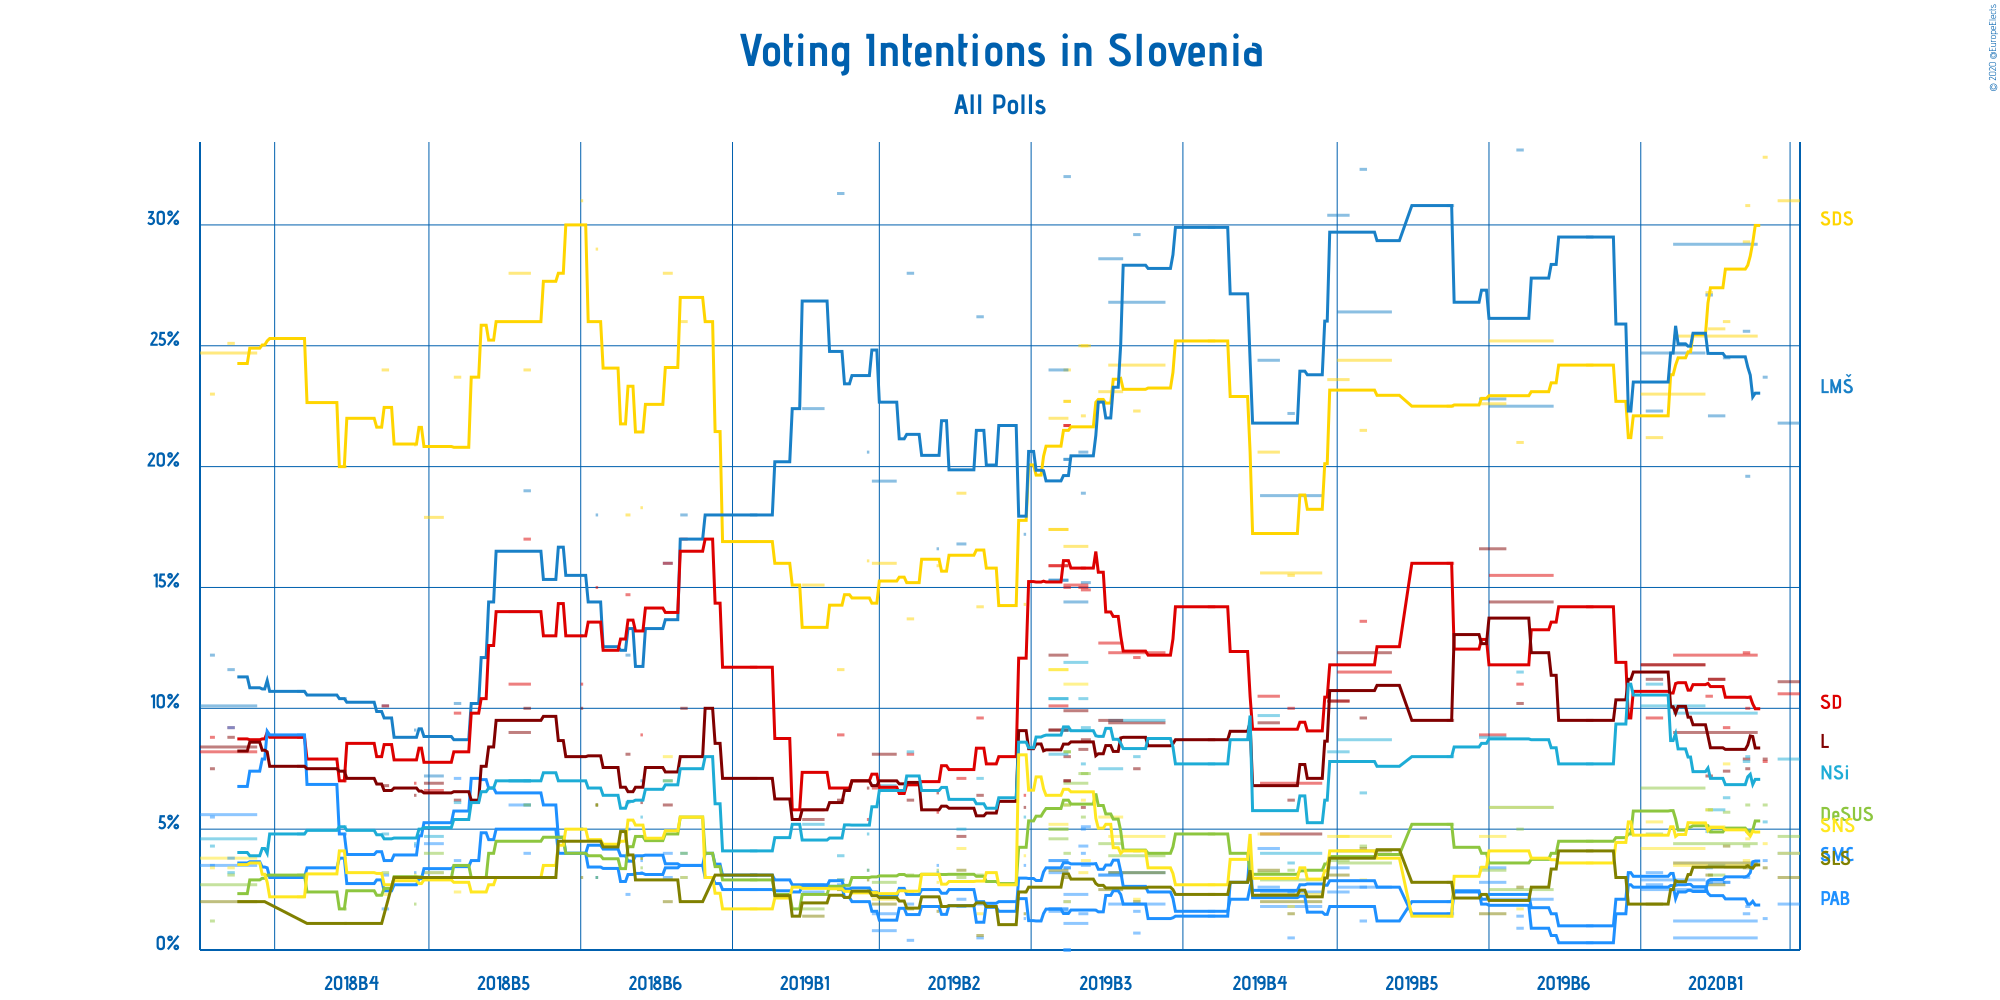 © 2020 @EuropeElects
Voting Intentions in Slovenia
All Polls
30%
25%
20%
15%
10%
5%
0%
SDS
LMŠ
SD
L
NSi
DeSUS
SNS
SMC
SLS
PAB
2018B4 2018B5 2018B6 2019B1 2019B2 2019B3 2019B4 2019B5 2019B6 2020B1